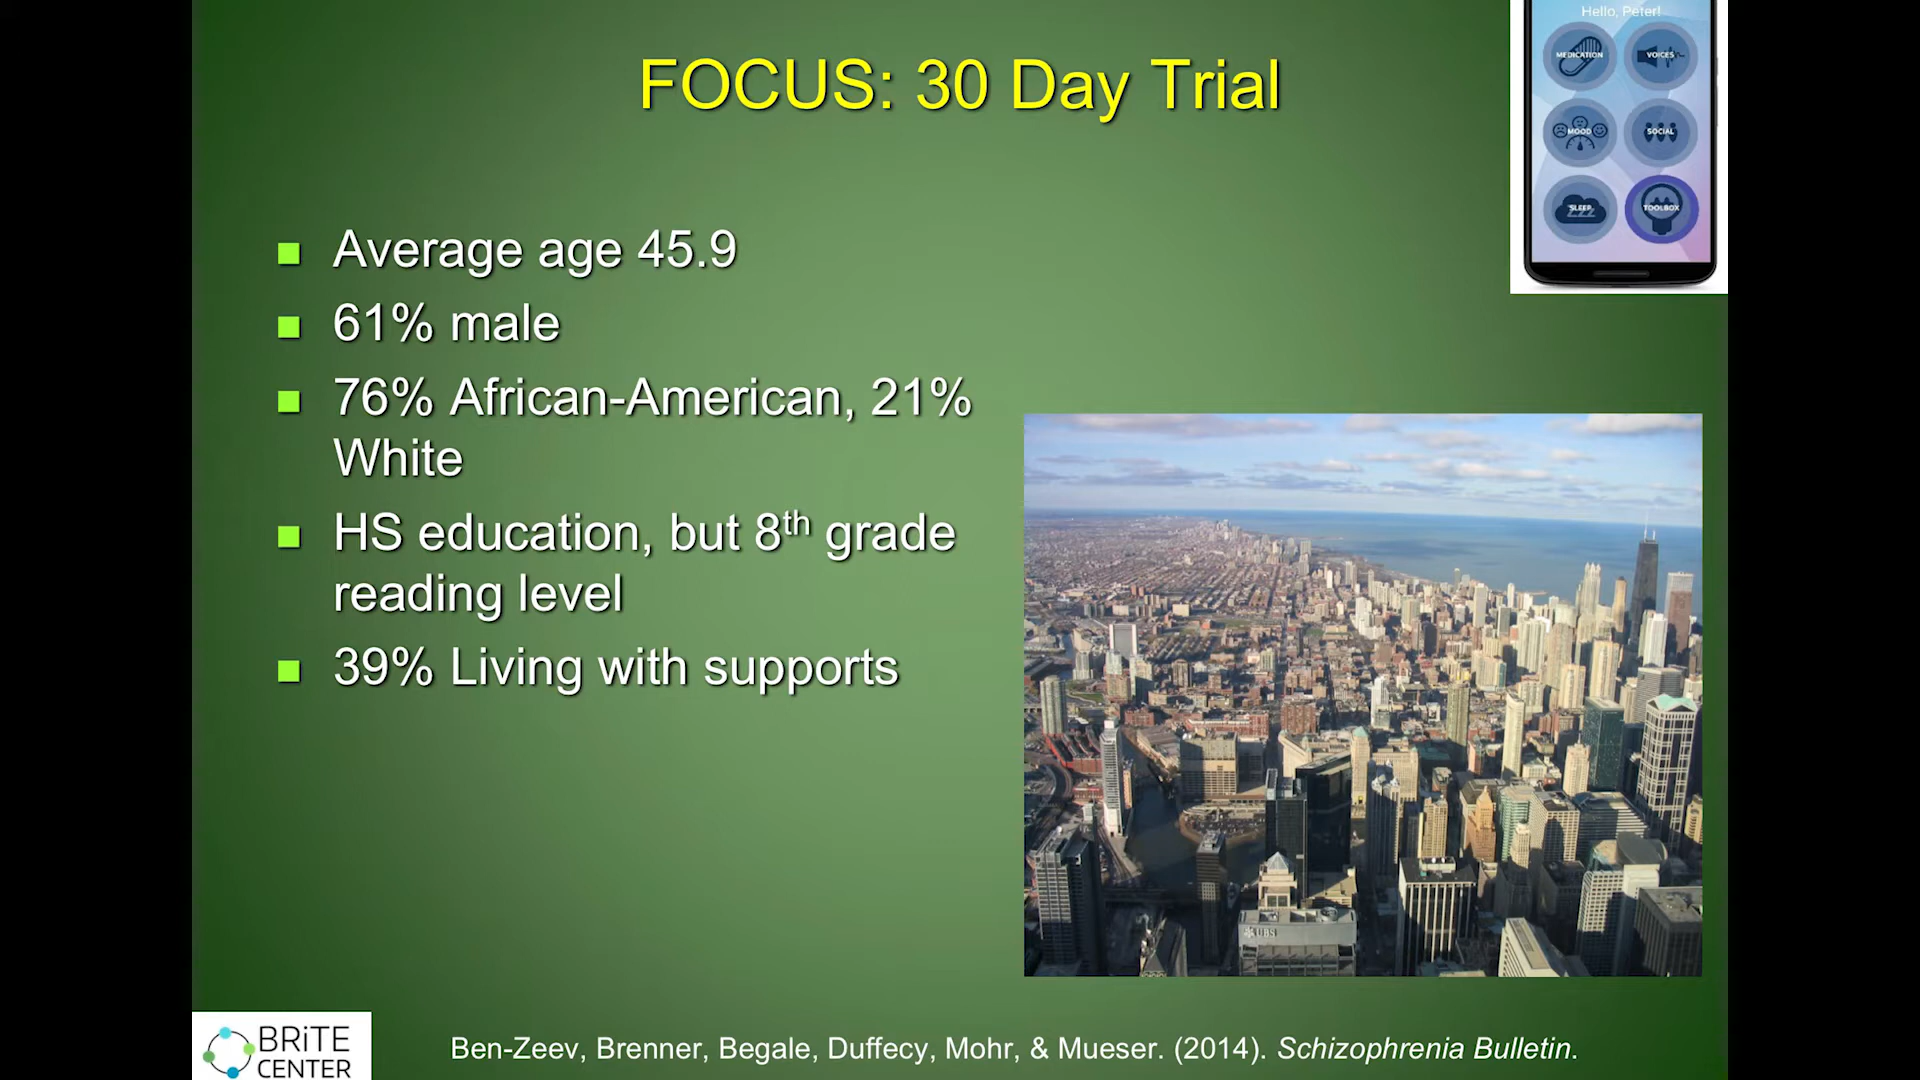 Hello, Peter!
FOCUS: 30 Day Trial
MEDICATION
VOICES
MOOD
SOCIAL
SLEEP
TOOLBOX
Average age 45.9
61% male
76% African-American, 21%
White
HS education, but 8th grade
reading level
39% Living with supports
UBS
BRiTE
CENTER
Ben-Zeev, Brenner, Begale, Duffecy, Mohr, & Mueser. (2014). Schizophrenia Bulletin.